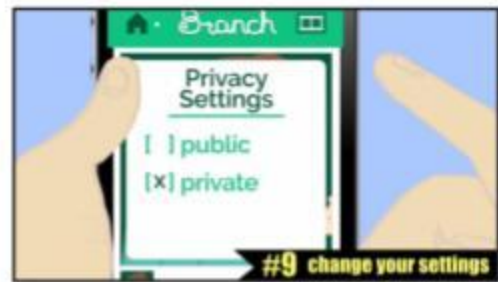 Branch
Privacy
Settings
[ ] public
[x] private
#9 change your settings